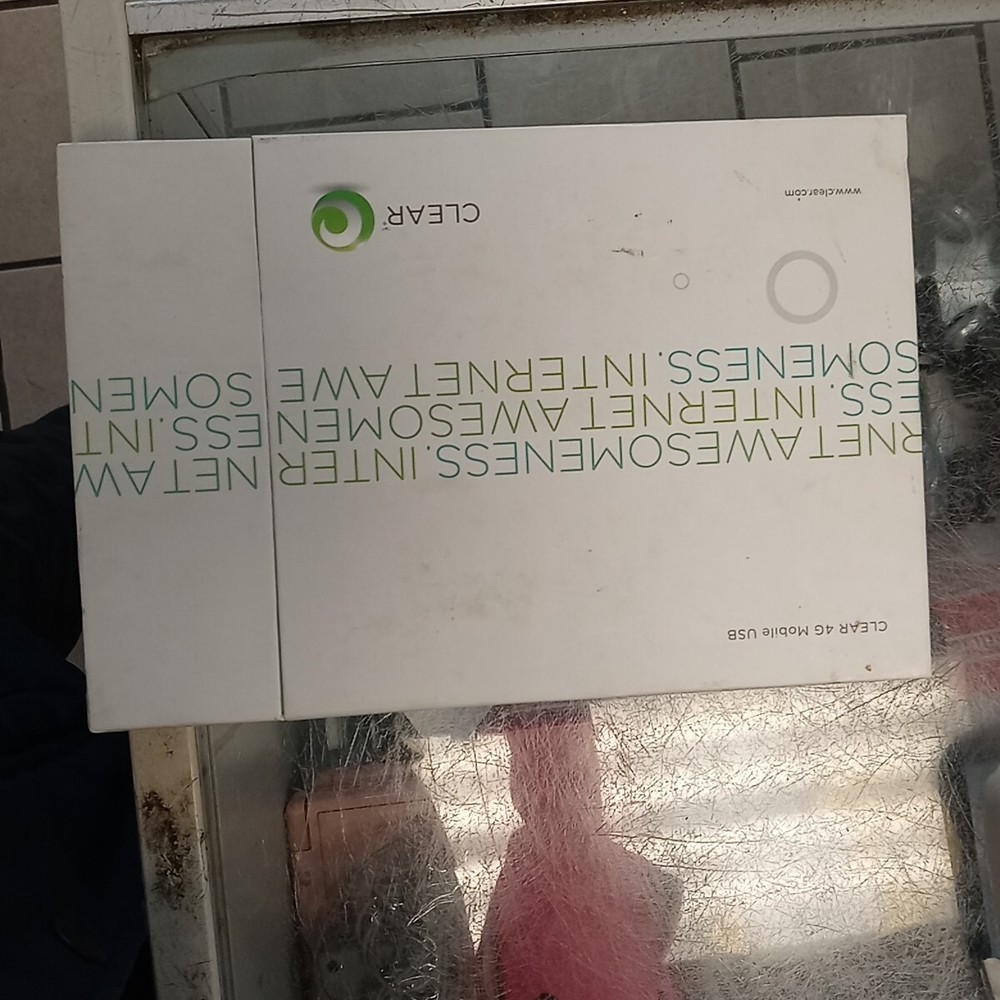 CLEAR 4G Mobile USB
RNET AWESOMENESS. INTER NET AW
ESS. INTERNET AWESOMEN ESS. INT
SOMENESS. INTERNET AWE SOMEN
www.clear.com
CLEAR